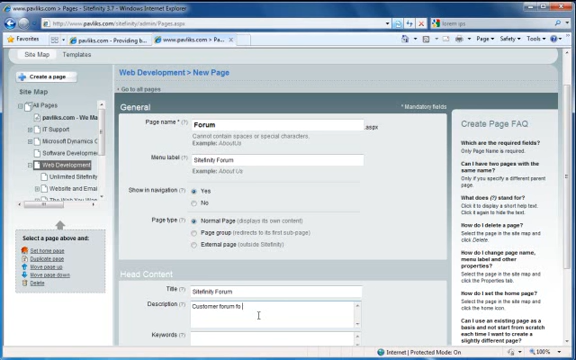 www.pavliks.com > Pages - Sitefinity 3.7 - Windows Internet Explorer
http://www.pavliks.com/sitefinity/admin/Pages.aspx
Favorites
pavliks.com - Providing b...
www.pavliks.com > Pa...
Page
Safety
Tools
Site Map
Templates
Create a page
Site Map
All Pages
pavliks.com - We Ma
IT Support
Microsoft Dynamics C
Software Developme
Web Development
Unlimited Sitefinity
Website and Emai
Select a page above and:
Set home page
Duplicate page
Move page up
Move page down
Delete
Web Development > New Page
Go to all pages
General
* Mandatory fields
Page name * (?)
Forum
.aspx
Cannot contain spaces or special characters.
Example: AboutUs
Menu label (?)
Sitefinity Forum
Example: About Us
Show in navigation (?)
Yes
No
Page type (?)
Normal Page (displays its own content)
Page group (redirects to its first sub-page)
External page (outside Sitefinity)
Head Content
Title (?)
Sitefinity Forum
Description (?)
Customer forum fo
Keywords (?)
Create Page FAQ
Which are the required fields?
Only Page Name is required.
Can I have two pages with the
same name?
Only if you specify a different parent
page.
What does (?) stand for?
Click it to display a short help text.
Click it again to hide the text.
How do I delete a page?
Select the page in the site map and
click Delete.
How do I change page name,
menu label and other
properties?
Select the page in the site map and
click the Properties tab.
How do I set the home page?
Select the page in the site map,
click the icon.
Can I use an existing page as a
basis and not start from scratch
each time I want to create a
slightly different page?
Internet | Protected Mode: On
100%